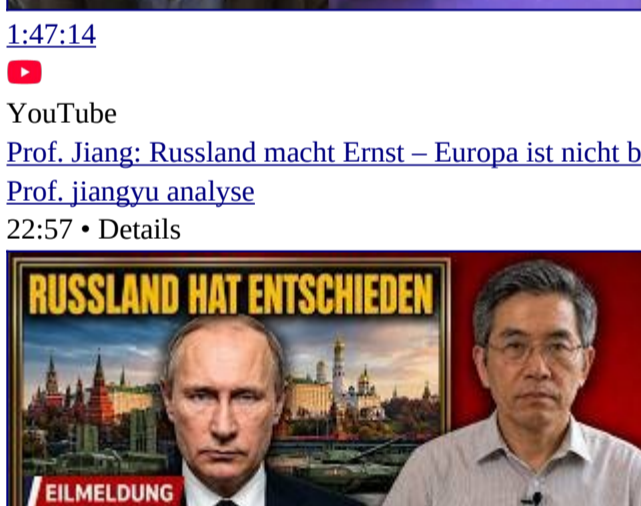 1:47:14
YouTube
Prof. Jiang: Russland macht Ernst – Europa ist nicht b
Prof. jiangyu analyse
22:57 • Details
RUSSLAND HAT ENTSCHIEDEN
EILMELDUNG